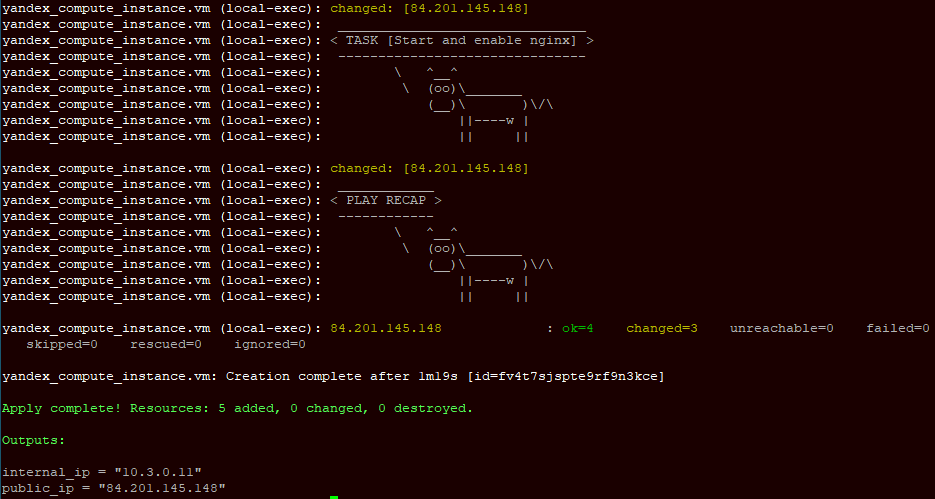 yandex_compute_instance.vm (local-exec): changed: [84.201.145.148]
yandex_compute_instance.vm (local-exec):  _______________________________
yandex_compute_instance.vm (local-exec): < TASK [Start and enable nginx] >
yandex_compute_instance.vm (local-exec):  -------------------------------
yandex_compute_instance.vm (local-exec):         \   ^__^
yandex_compute_instance.vm (local-exec):          \  (oo)\_______
yandex_compute_instance.vm (local-exec):             (__)\       )\/\
yandex_compute_instance.vm (local-exec):                 ||----w |
yandex_compute_instance.vm (local-exec):                 ||     ||

yandex_compute_instance.vm (local-exec): changed: [84.201.145.148]
yandex_compute_instance.vm (local-exec):  ____________
yandex_compute_instance.vm (local-exec): < PLAY RECAP >
yandex_compute_instance.vm (local-exec):  ------------
yandex_compute_instance.vm (local-exec):         \   ^__^
yandex_compute_instance.vm (local-exec):          \  (oo)\_______
yandex_compute_instance.vm (local-exec):             (__)\       )\/\
yandex_compute_instance.vm (local-exec):                 ||----w |
yandex_compute_instance.vm (local-exec):                 ||     ||

yandex_compute_instance.vm (local-exec): 84.201.145.148             : ok=4    changed=3    unreachable=0    failed=0
   skipped=0    rescued=0    ignored=0

yandex_compute_instance.vm: Creation complete after 1m19s [id=fv4t7sjspte9rf9n3kce]

Apply complete! Resources: 5 added, 0 changed, 0 destroyed.

Outputs:

internal_ip = "10.3.0.11"
public_ip = "84.201.145.148"